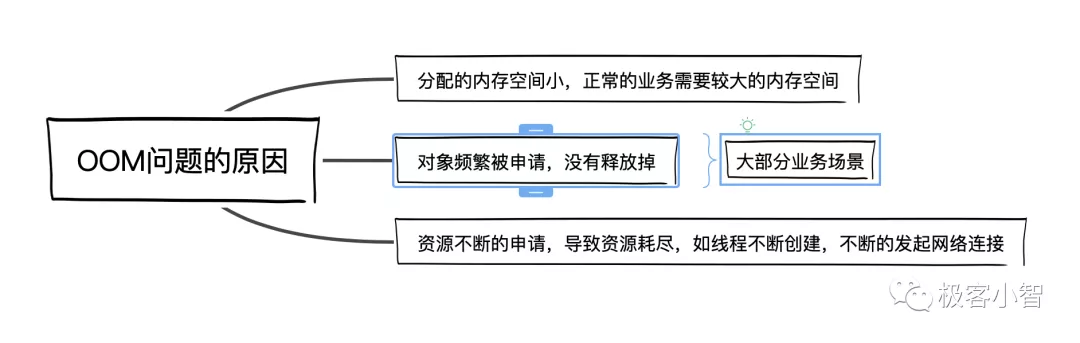 分配的内存空间小，正常的业务需要较大的内存空间
OOM问题的原因
对象频繁被申请，没有释放掉
大部分业务场景
资源不断的申请，导致资源耗尽，如线程不断创建，不断的发起网络连接
极客小智